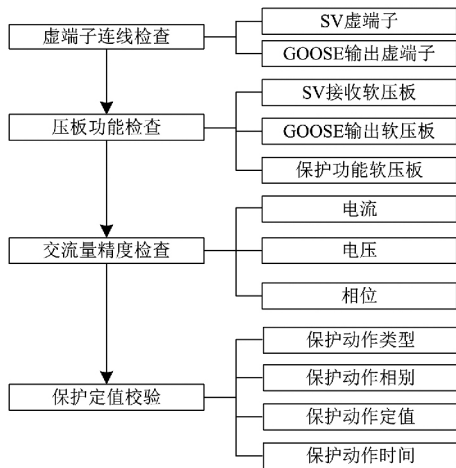 虚端子连线检查
SV虚端子
GOOSE输出虚端子
压板功能检查
SV接收软压板
GOOSE输出软压板
保护功能软压板
交流量精度检查
电流
电压
相位
保护定值校验
保护动作类型
保护动作相别
保护动作定值
保护动作时间